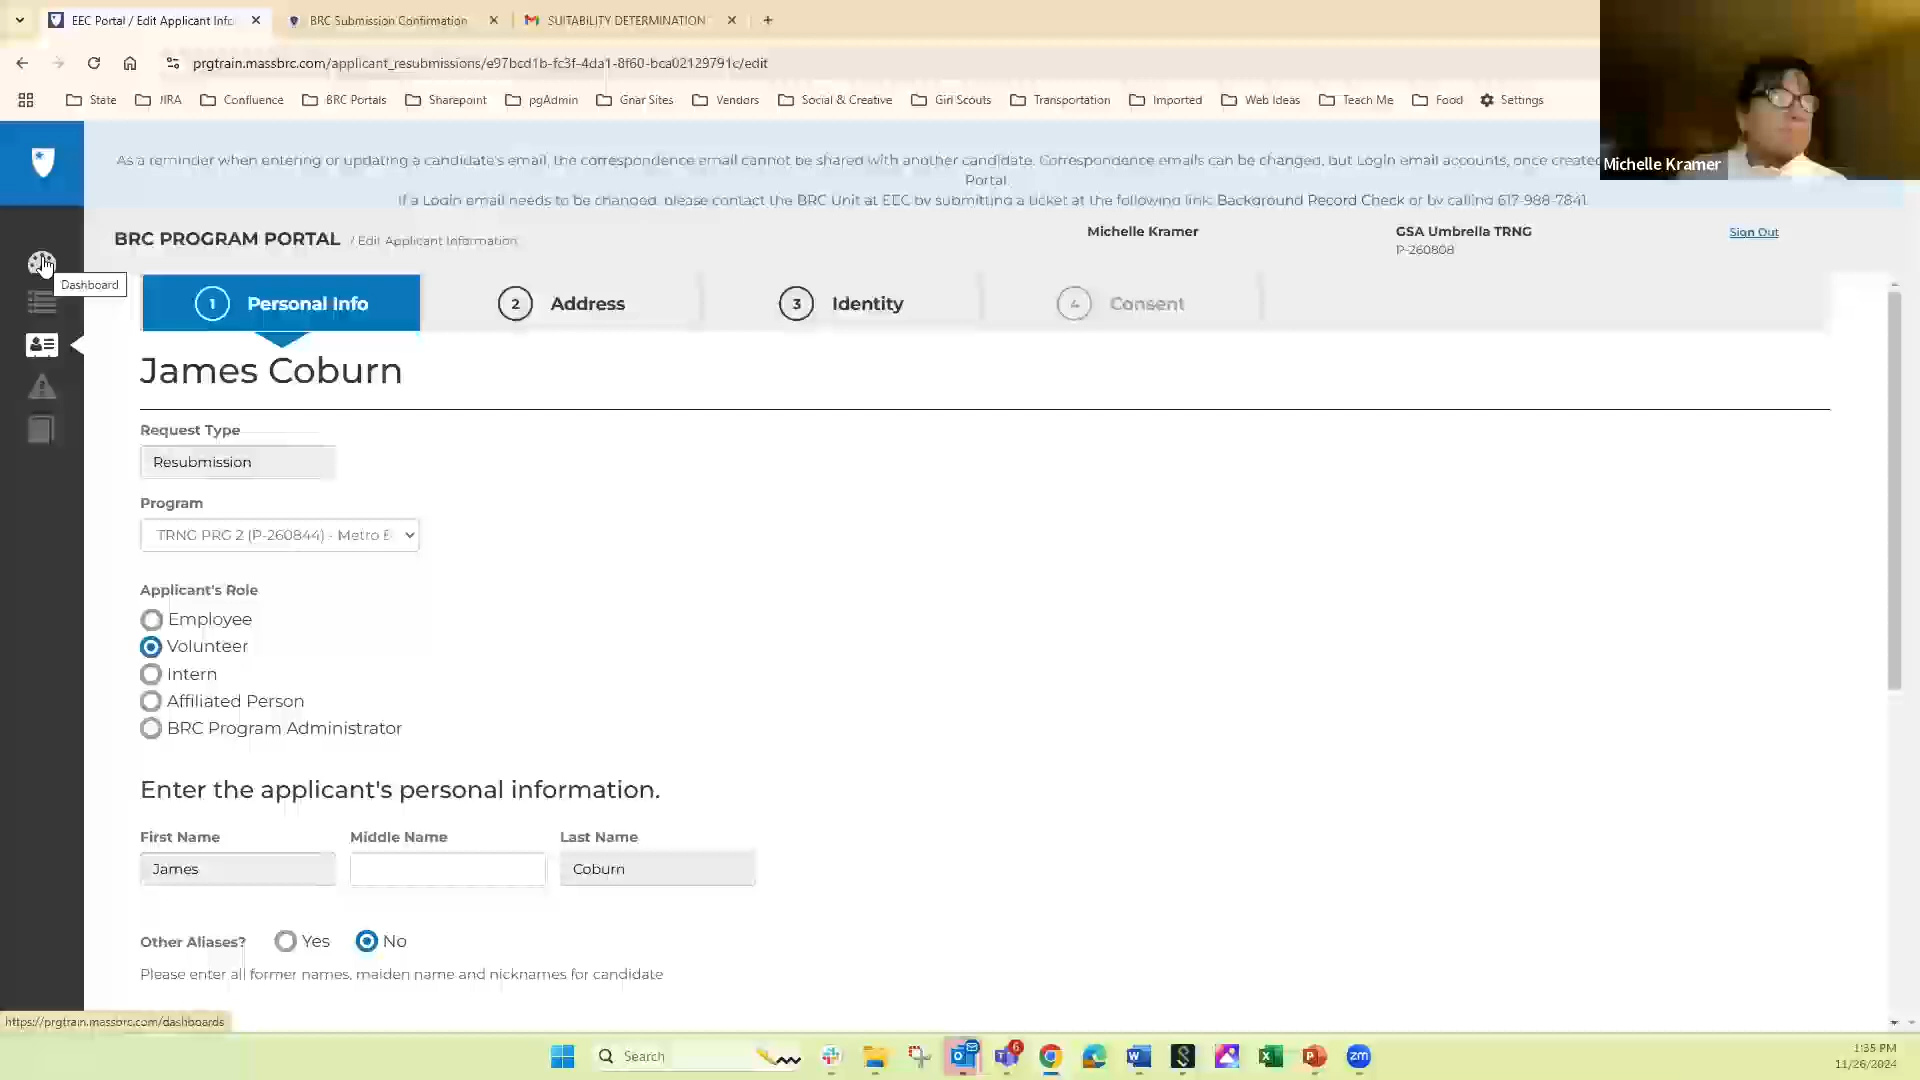 EEC Portal / Edit Applicant Info
BRC Submission Confirmation
SUITABILITY DETERMINATION
prgtrain.massbrc.com/applicant_resubmissions/e97bcd1b-fc3f-4da1-8f60-bca02129791c/edit
State
JIRA
Confluence
BRC Portals
Sharepoint
pgAdmin
Gnar Sites
Vendors
Social & Creative
Girl Scouts
Transportation
Imported
Web Ideas
Teach Me
Food
Settings
Michelle Kramer
As a reminder when entering or updating a candidate's email, the correspondence email cannot be shared with another candidate. Correspondence emails can be changed, but Login email accounts, once created
Portal.
If a Login email needs to be changed, please contact the BRC Unit at EEC by submitting a ticket at the following link: Background Record Check or by calling 617-988-7841.
BRC PROGRAM PORTAL / Edit Applicant Information
Michelle Kramer
GSA Umbrella TRNG
P-260808
Sign Out
Dashboard
1 Personal Info
2 Address
3 Identity
4 Consent
James Coburn
Request Type
Resubmission
Program
TRNG PRG 2 (P-260844) - Metro B
Applicant's Role
Employee
Volunteer
Intern
Affiliated Person
BRC Program Administrator
Enter the applicant's personal information.
First Name Middle Name Last Name
James Coburn
Other Aliases? Yes No
Please enter all former names, maiden name and nicknames for candidate
https://prgtrain.massbrc.com/dashboards
Search
6
zm
1:35 PM
11/26/2024